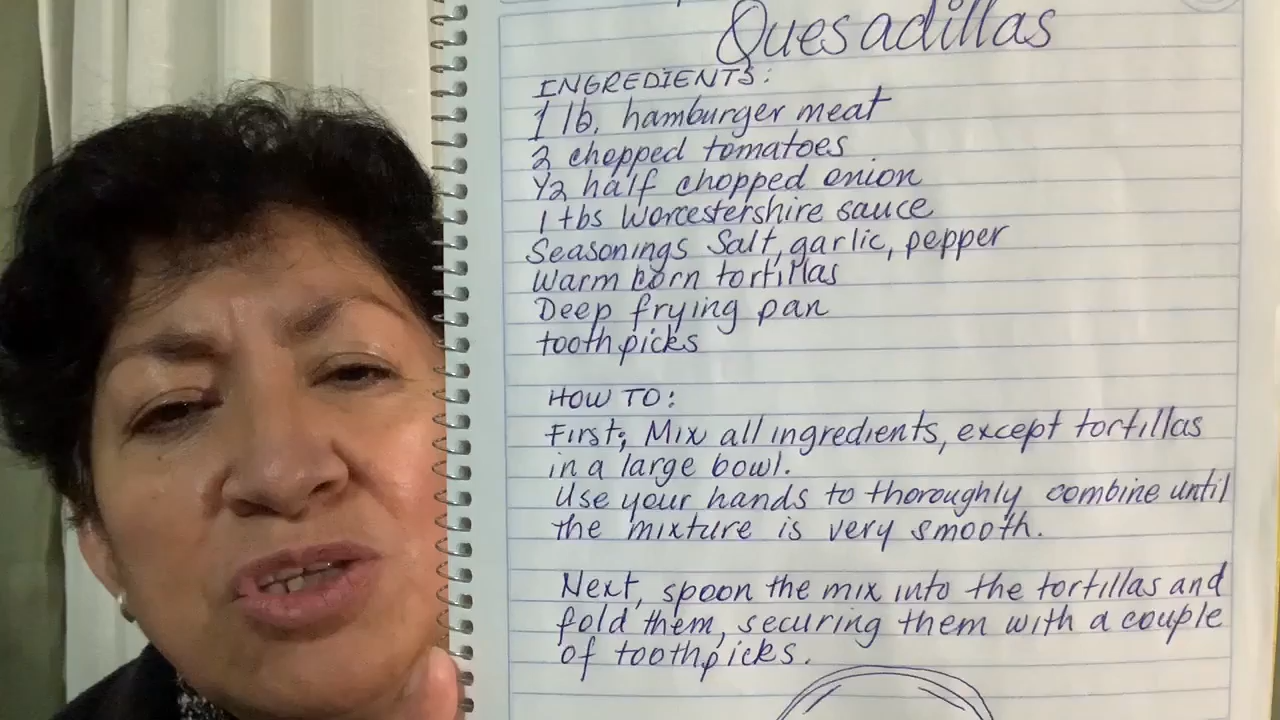 Quesadillas
INGREDIENTS:
1 lb. hamburger meat
2 chopped tomatoes
1/2 half chopped onion
1 tbs Worcestershire sauce
Seasonings Salt, garlic, pepper
Warm corn tortillas
Deep frying pan
toothpicks
HOW TO:
First; Mix all ingredients, except tortillas
in a large bowl.
Use your hands to thoroughly combine until
the mixture is very smooth.
Next, spoon the mix into the tortillas and
fold them, securing them with a couple
of toothpicks.